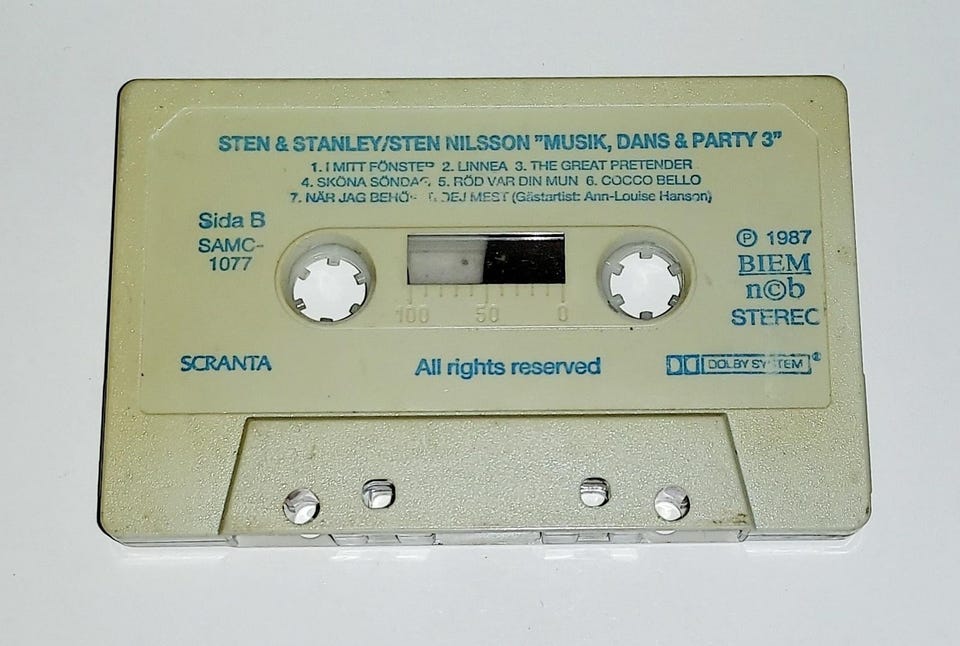 STEN & STANLEY/STEN NILSSON "MUSIK, DANS & PARTY 3"
1. I MITT FÖNSTER 2. LINNEA 3. THE GREAT PRETENDER
4. SKÖNA SÖNDAG, 5. RÖD VAR DIN MUN 6. COCCO BELLO
7. NÄR JAG BEHÖ DEJ MEST (Gästartist: Ann-Louise Hanson)
Sida B
SAMC-
1077
℗ 1987
BIEM
n©b
STEREO
100 50 0
SCRANTA
All rights reserved
DOLBY SYSTEM ®